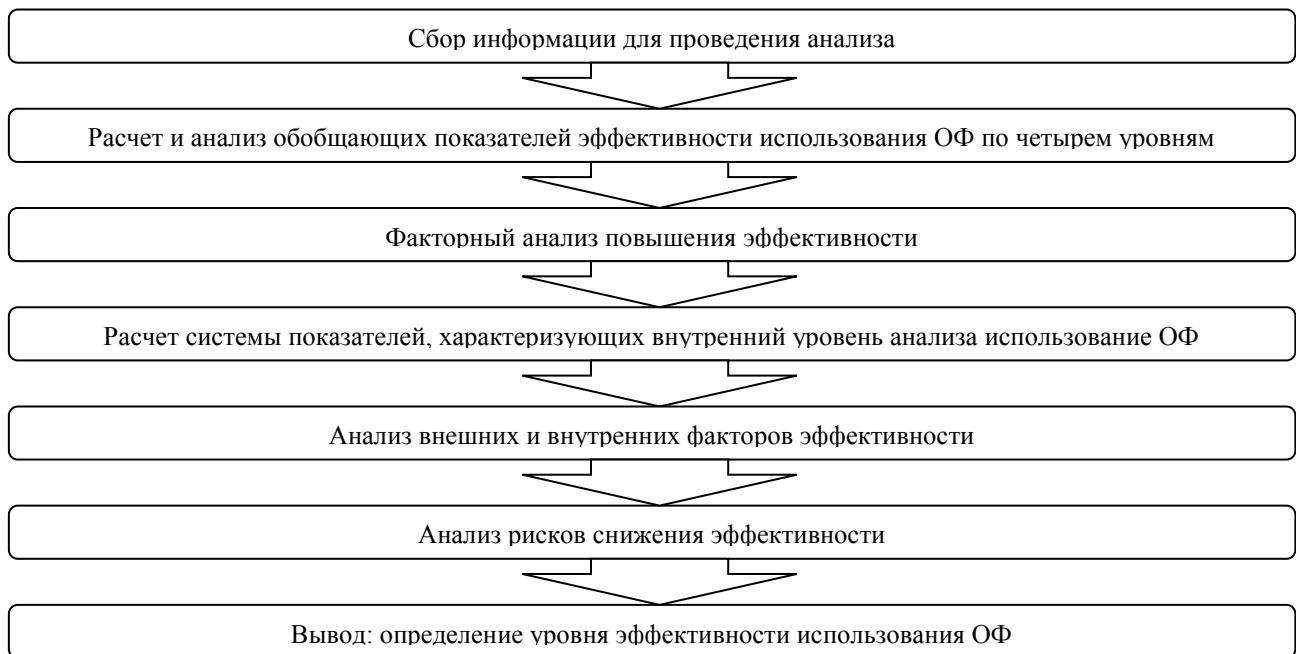 Сбор информации для проведения анализа
Расчет и анализ обобщающих показателей эффективности использования ОФ по четырем уровням
Факторный анализ повышения эффективности
Расчет системы показателей, характеризующих внутренний уровень анализа использование ОФ
Анализ внешних и внутренних факторов эффективности
Анализ рисков снижения эффективности
Вывод: определение уровня эффективности использования ОФ